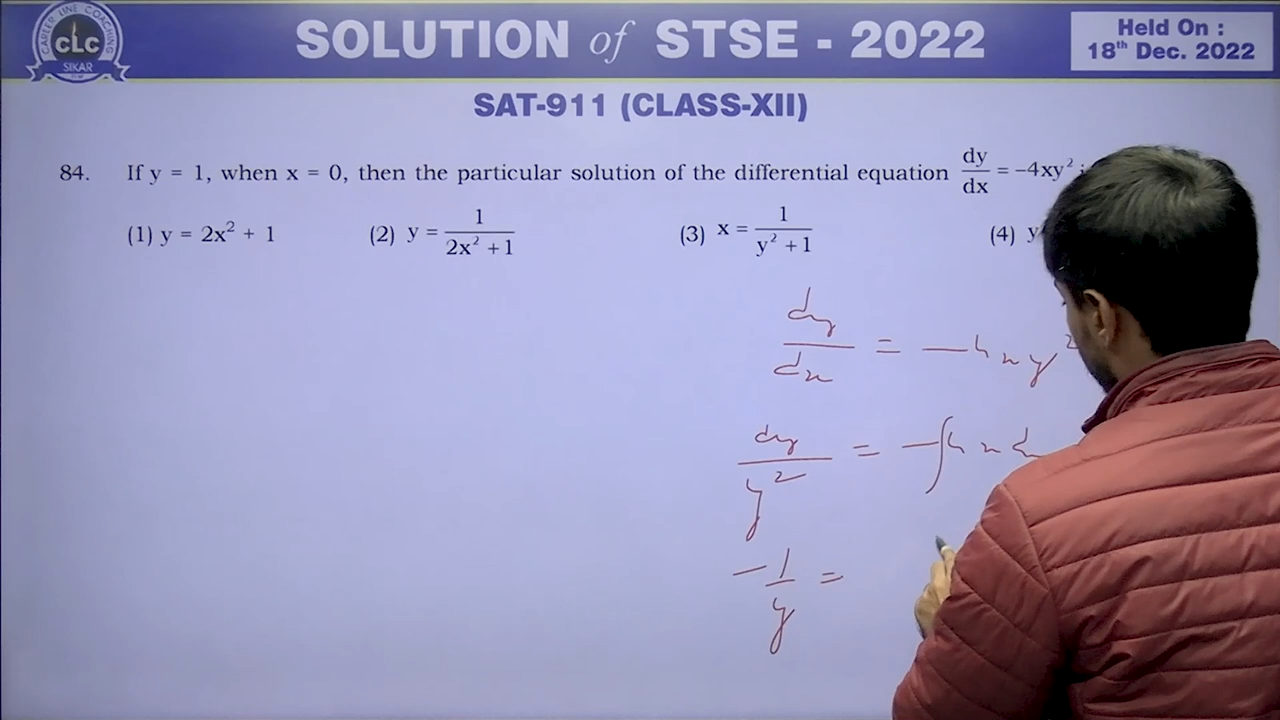 CAREER LINE COACHING
CLC
SIKAR
SOLUTION of STSE - 2022
Held On :
18th Dec. 2022
SAT-911 (CLASS-XII)
84. If y = 1, when x = 0, then the particular solution of the differential equation dy/dx = -4xy²
(1) y = 2x² + 1 (2) y = 1/(2x² + 1) (3) x = 1/(y² + 1) (4) y
dy/dx = -4xy²
dy/y² = -∫4x d
-1/y =